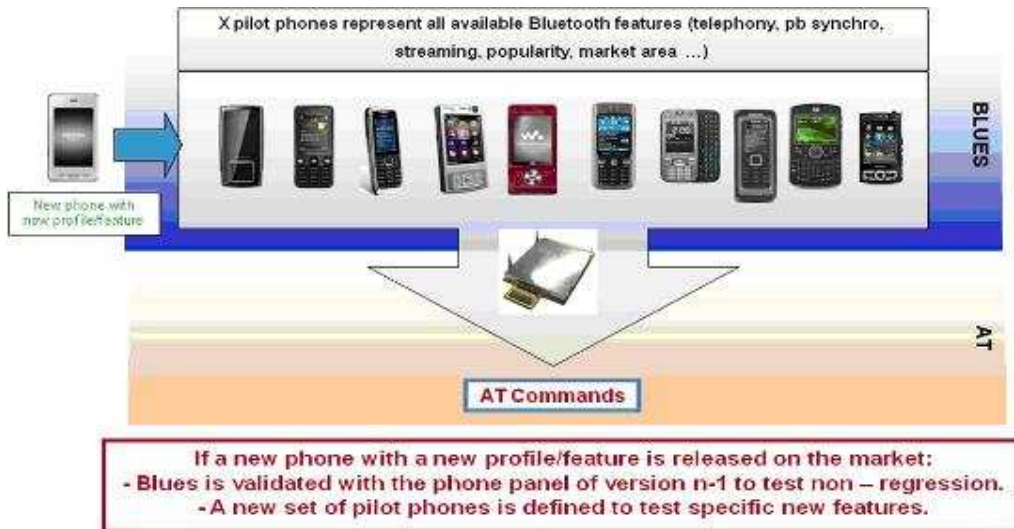 X pilot phones represent all available Bluetooth features (telephony, pb synchro,
streaming, popularity, market area ...)
BLUES
New phone with
new profile/feature
AT
AT Commands
If a new phone with a new profile/feature is released on the market:
- Blues is validated with the phone panel of version n-1 to test non – regression.
- A new set of pilot phones is defined to test specific new features.